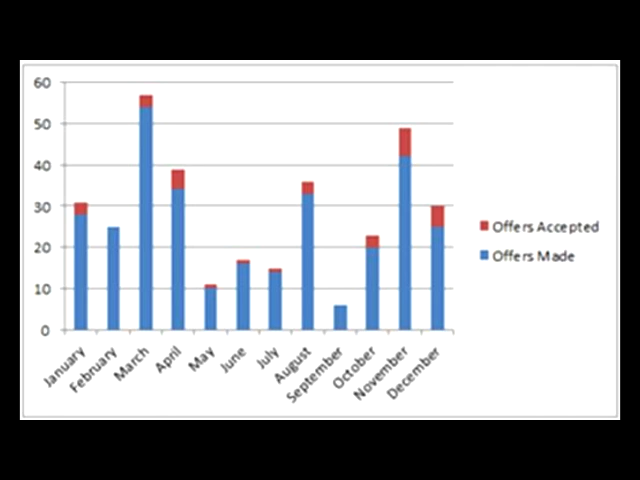 60
50
40
30
20
10
0
January
February
March
April
May
June
July
August
September
October
November
December
Offers Accepted
Offers Made